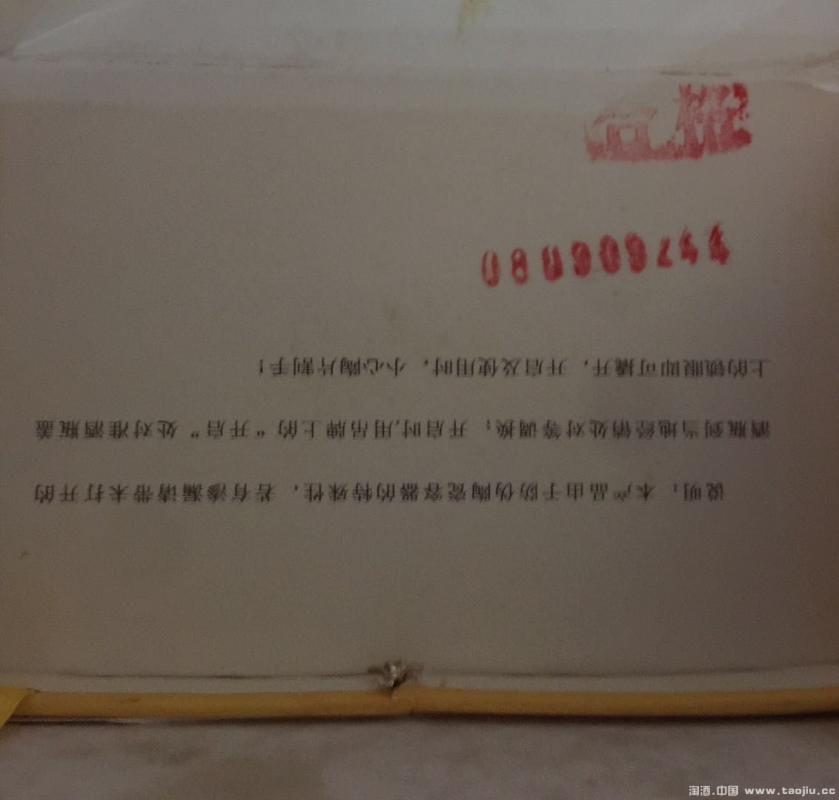 说明：本产品由于防伪陶瓷容器的特殊性，若有渗漏请带未打开的
酒瓶到当地经销处对等调换；开启时,用吊牌上的“开启”处对准酒瓶盖
上的锁眼即可撬开，开启及使用时，小心陶片割手！
淘酒.中国 www.taojiu.cc